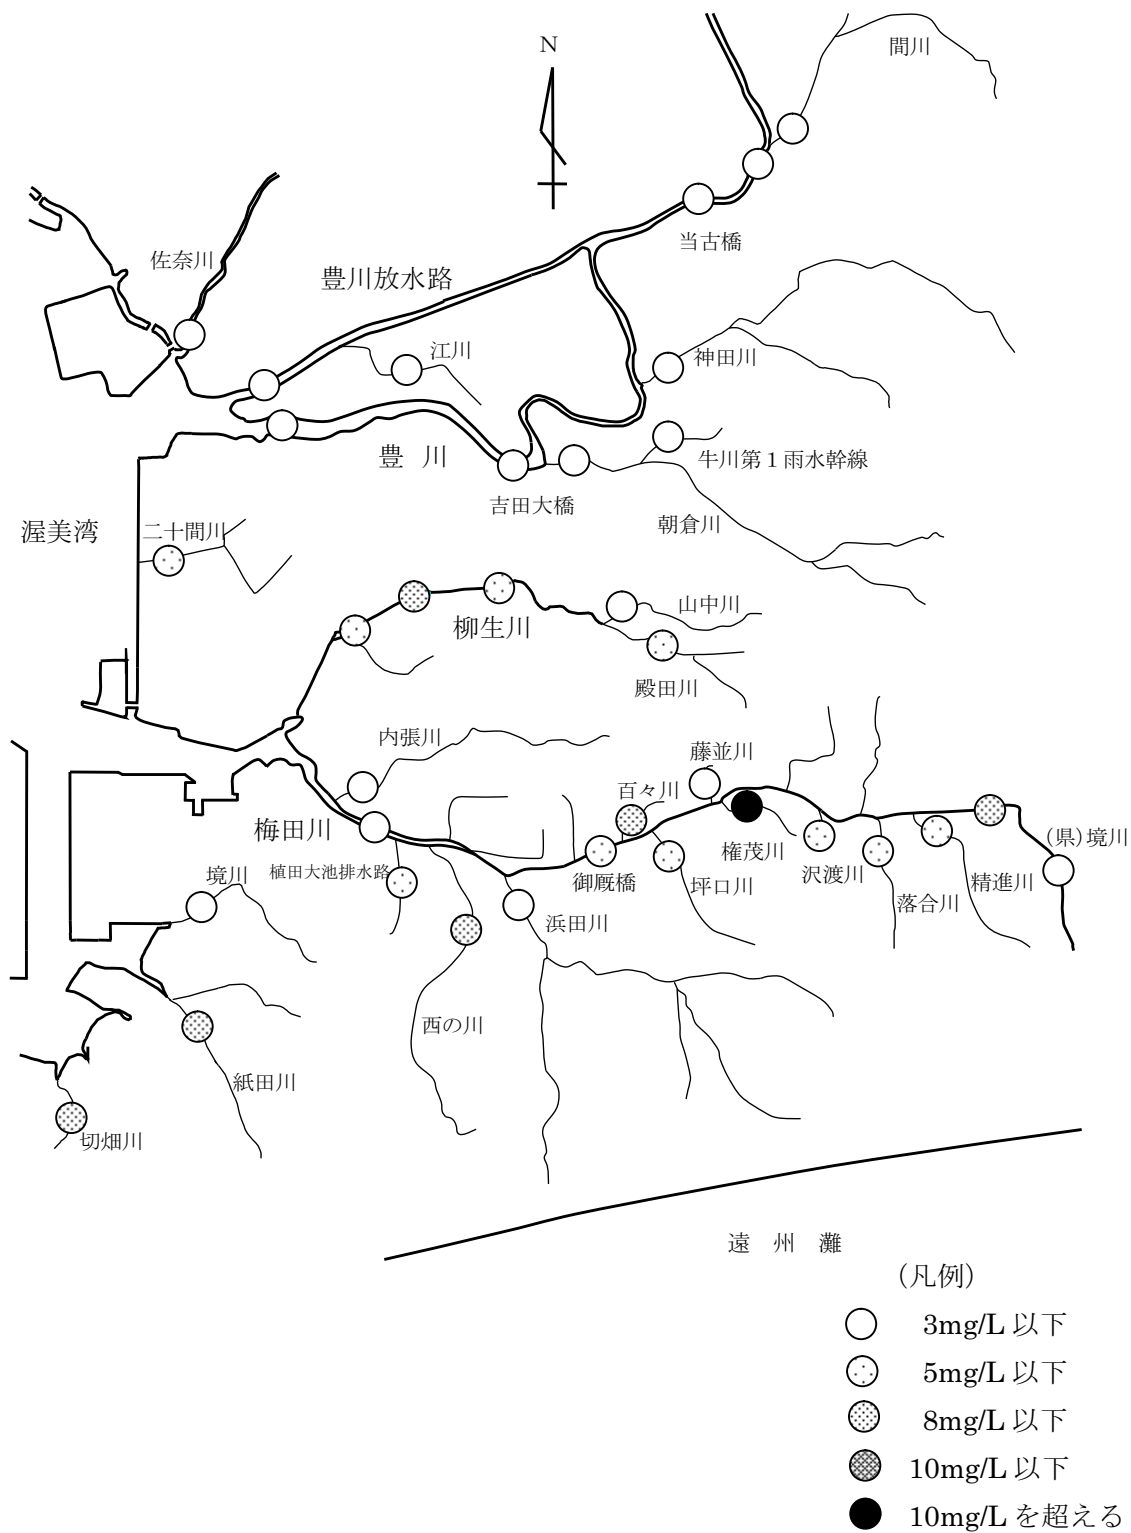 間川
N
当古橋
佐奈川
豊川放水路
江川
神田川
豊 川
牛川第1雨水幹線
吉田大橋
朝倉川
渥美湾
二十間川
山中川
柳生川
殿田川
内張川
藤並川
百々川
梅田川
(県)境川
権茂川
植田大池排水路
境川
御厩橋
坪口川
沢渡川
精進川
落合川
浜田川
西の川
紙田川
切畑川
遠 州 灘
(凡例)
3mg/L 以下
5mg/L 以下
8mg/L 以下
10mg/L 以下
10mg/L を超える